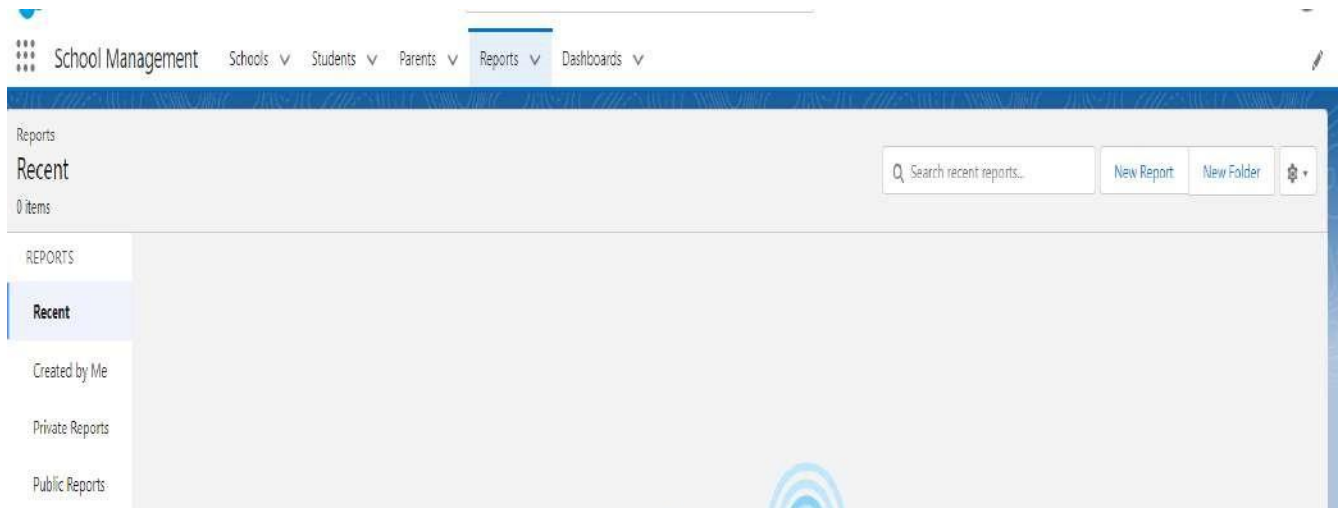 School Management Schools Students Parents Reports Dashboards
Reports
Recent
0 items
Search recent reports... New Report New Folder
REPORTS
Recent
Created by Me
Private Reports
Public Reports